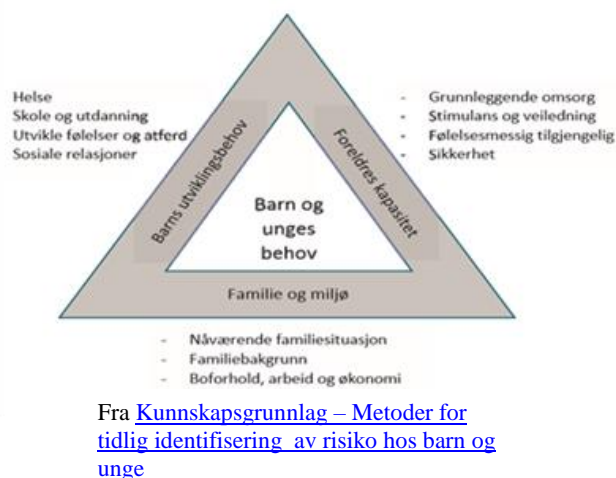 Helse
Skole og utdanning
Utvikle følelser og atferd
Sosiale relasjoner
Barns utviklingsbehov
Barn og
unges
behov
Foreldres kapasitet
- Grunnleggende omsorg
- Stimulans og veiledning
- Følelsesmessig tilgjengelig
- Sikkerhet
Familie og miljø
- Nåværende familiesituasjon
- Familiebakgrunn
- Boforhold, arbeid og økonomi
Fra Kunnskapsgrunnlag – Metoder for
tidlig identifisering av risiko hos barn og
unge